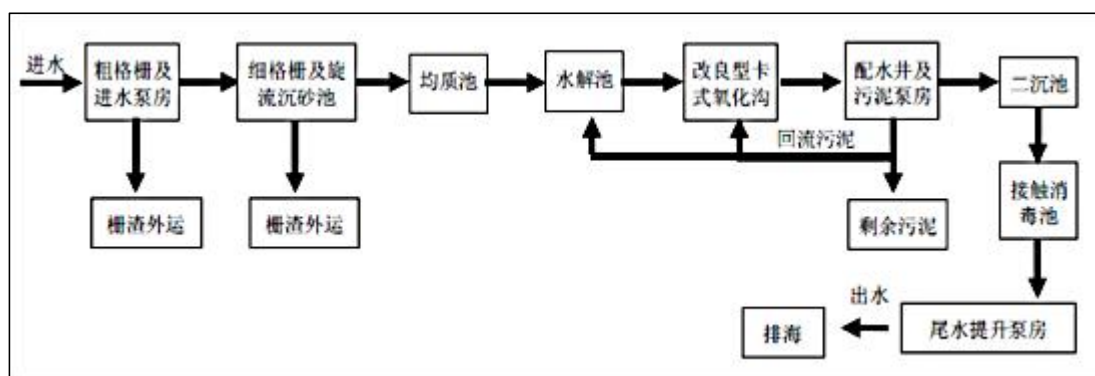 进水
粗格栅及
进水泵房
细格栅及旋
流沉砂池
均质池
水解池
改良型卡
式氧化沟
配水井及
污泥泵房
二沉池
回流污泥
栅渣外运
栅渣外运
剩余污泥
接触消
毒池
出水
排海
尾水提升泵房